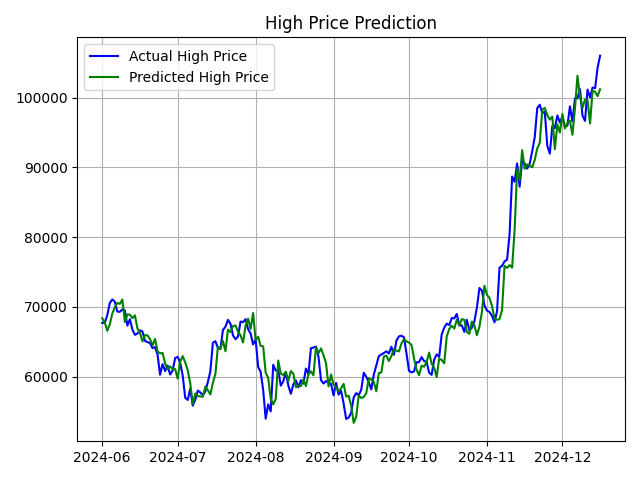 High Price Prediction
Actual High Price
Predicted High Price
100000
90000
80000
70000
60000
2024-06 2024-07 2024-08 2024-09 2024-10 2024-11 2024-12